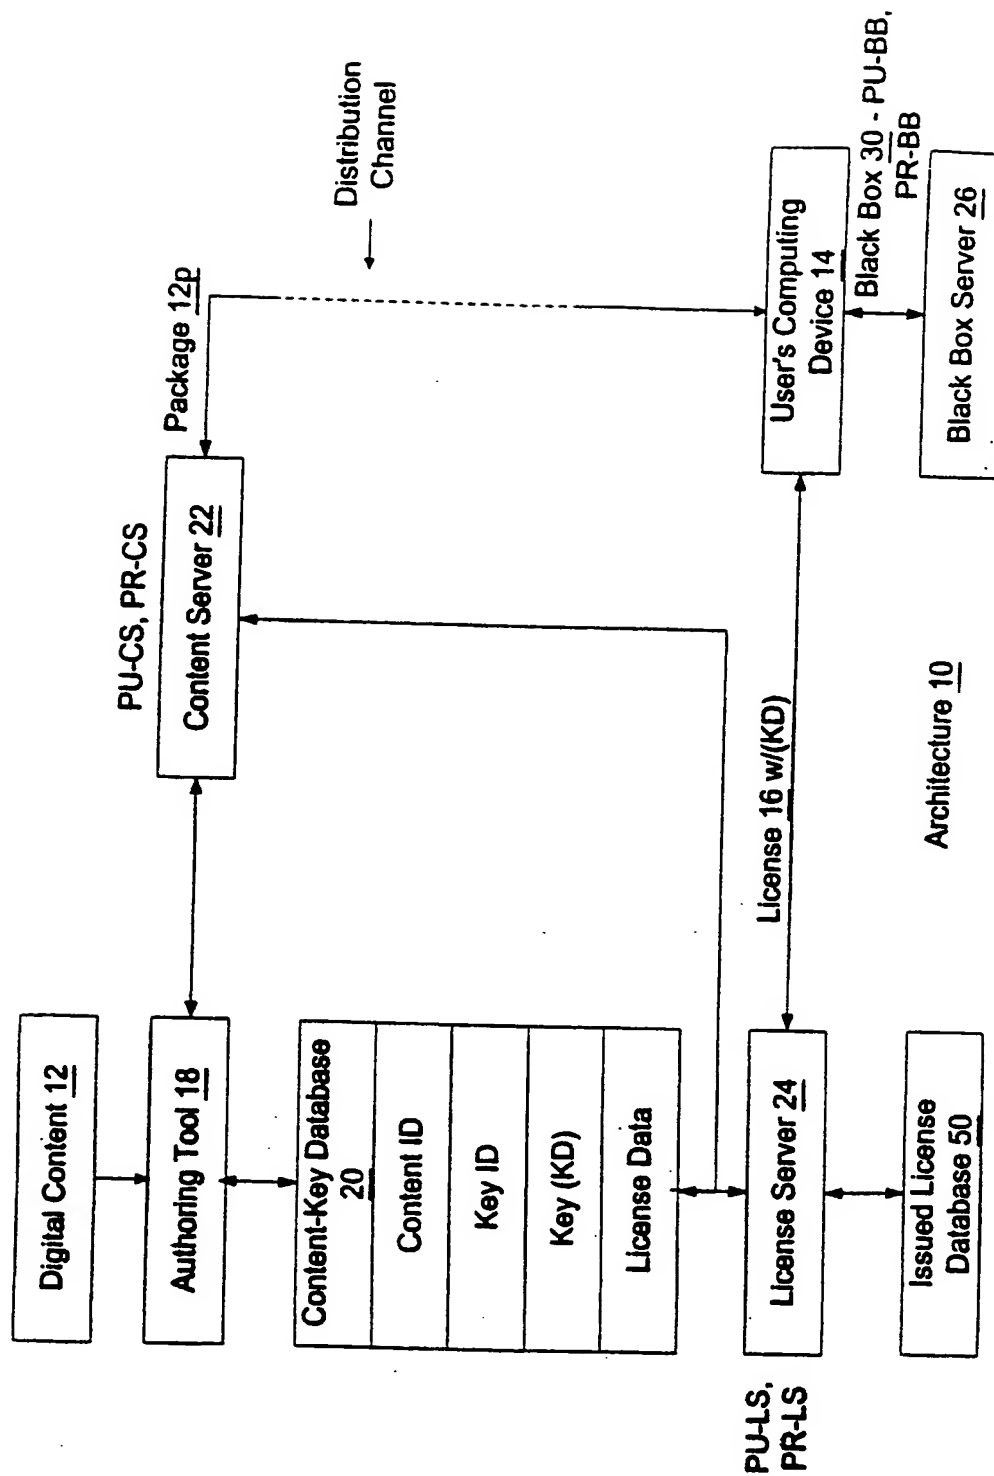 Digital Content 12
Authoring Tool 18
Content-Key Database
20
Content ID
Key ID
Key (KD)
License Data
License Server 24
PU-LS,
PR-LS
Issued License
Database 50
PU-CS, PR-CS
Content Server 22
Package 12p
Distribution
Channel
License 16 w/(KD)
User's Computing
Device 14
Black Box 30 - PU-BB,
PR-BB
Black Box Server 26
Architecture 10